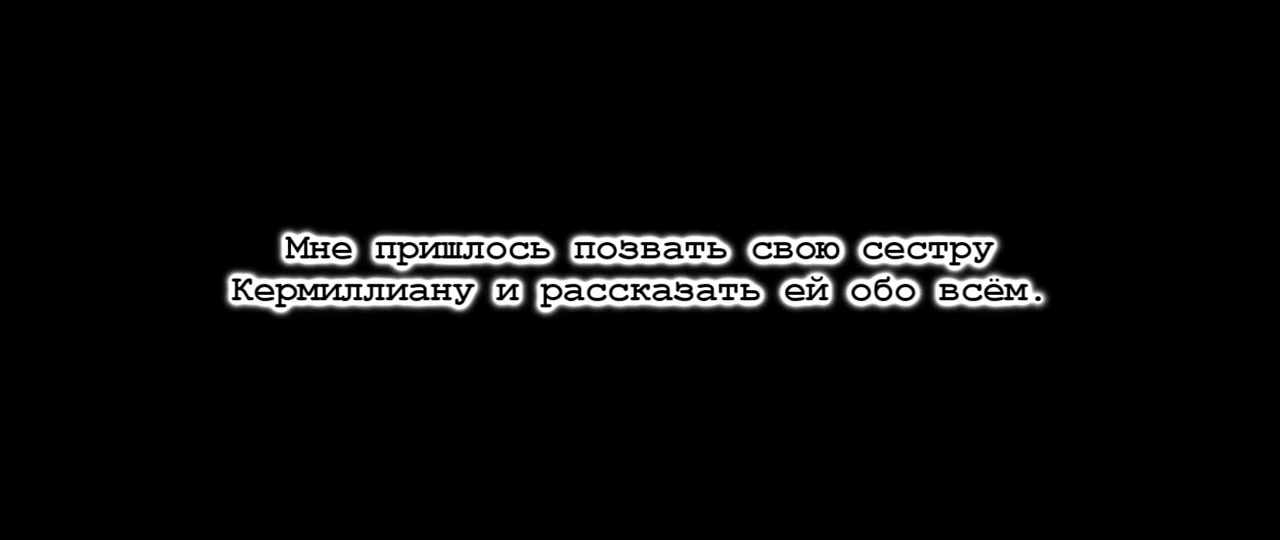 Мне пришлось позвать свою сестру
Кермиллиану и рассказать ей обо всём.